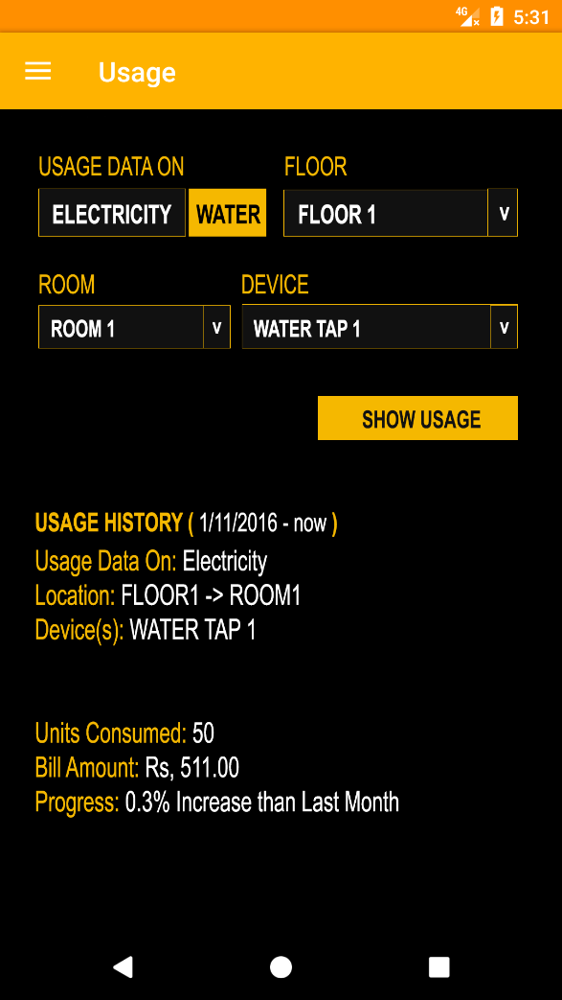 4G 5:31
Usage
USAGE DATA ON FLOOR
ELECTRICITY WATER FLOOR 1 v
ROOM DEVICE
ROOM 1 v WATER TAP 1 v
SHOW USAGE
USAGE HISTORY ( 1/11/2016 - now )
Usage Data On: Electricity
Location: FLOOR1 -> ROOM1
Device(s): WATER TAP 1
Units Consumed: 50
Bill Amount: Rs, 511.00
Progress: 0.3% Increase than Last Month